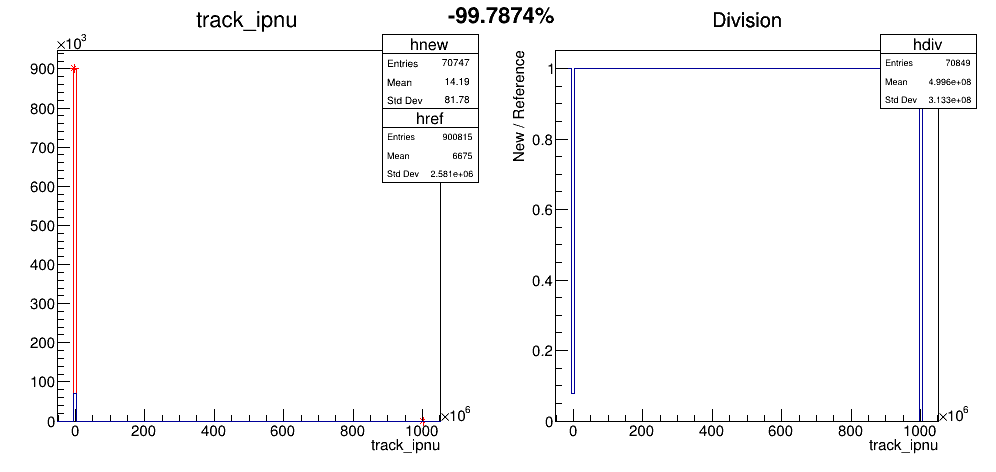 -99.7874%
track_ipnu
×10³
900
800
700
600
500
400
300
200
100
0
0 200 400 600 800 1000
×10⁶
track_ipnu
hnew
Entries 70747
Mean 14.19
Std Dev 81.78
href
Entries 900815
Mean 6675
Std Dev 2.581e+06
Division
New / Reference
1
0.8
0.6
0.4
0.2
0
0 200 400 600 800 1000
×10⁶
track_ipnu
hdiv
Entries 70849
Mean 4.996e+08
Std Dev 3.133e+08